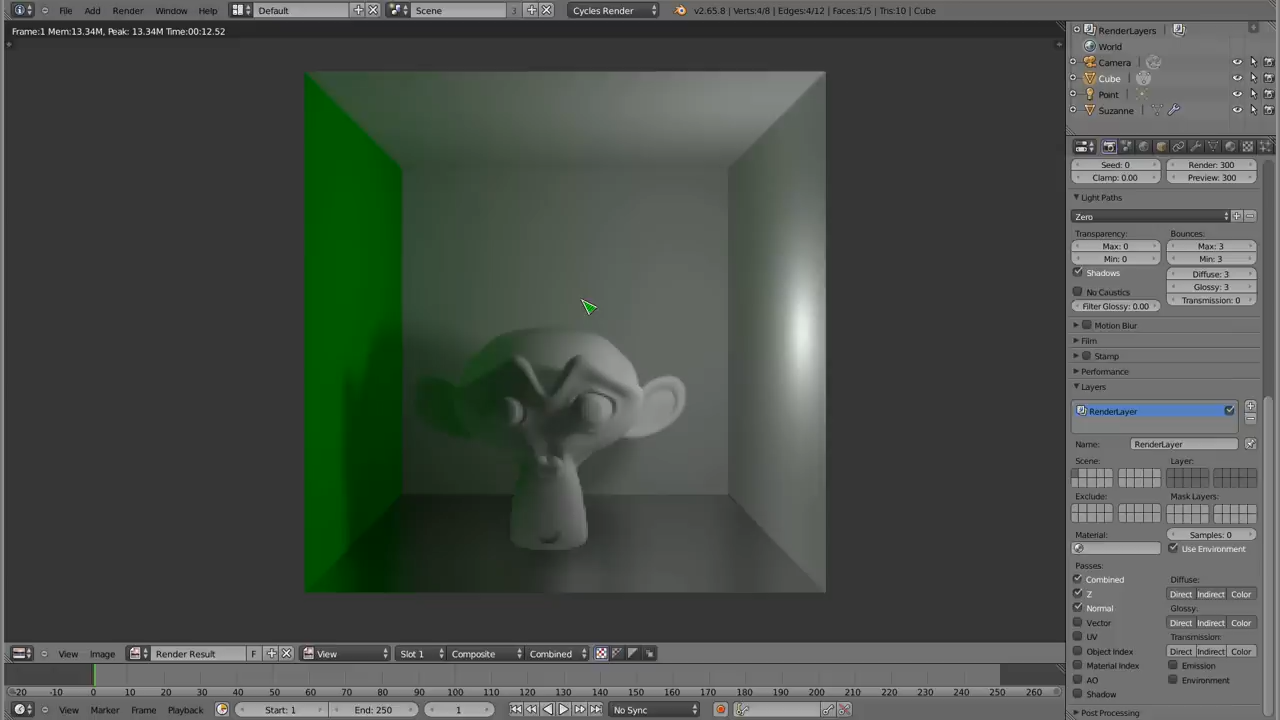 File Add Render Window Help Default Scene 3 Cycles Render v2.65.8 | Verts:4/8 | Edges:4/12 | Faces:1/5 | Tris:10 | Cube
Frame:1 Mem:13.34M, Peak: 13.34M Time:00:12.52
RenderLayers
World
Camera
Cube
Point
Suzanne
Seed: 0 Render: 300
Clamp: 0.00 Preview: 300
Light Paths
Zero
Transparency: Bounces:
Max: 0 Max: 3
Min: 0 Min: 3
Shadows Diffuse: 3
Glossy: 3
No Caustics
Filter Glossy: 0.00 Transmission: 0
Motion Blur
Film
Stamp
Performance
Layers
RenderLayer
Name: RenderLayer
Scene: Layer:
Exclude: Mask Layers:
Material: Samples: 0
Use Environment
Passes:
Combined Diffuse:
Z Direct Indirect Color
Normal Glossy:
Vector Direct Indirect Color
UV Transmission:
Object Index Direct Indirect Color
Material Index Emission
AO Environment
Shadow
Post Processing
View Image Render Result F View Slot 1 Composite Combined
-20 -10 0 10 20 30 40 50 60 70 80 90 100 110 120 130 140 150 160 170 180 190 200 210 220 230 240 250 260
View Marker Frame Playback Start: 1 End: 250 1 No Sync